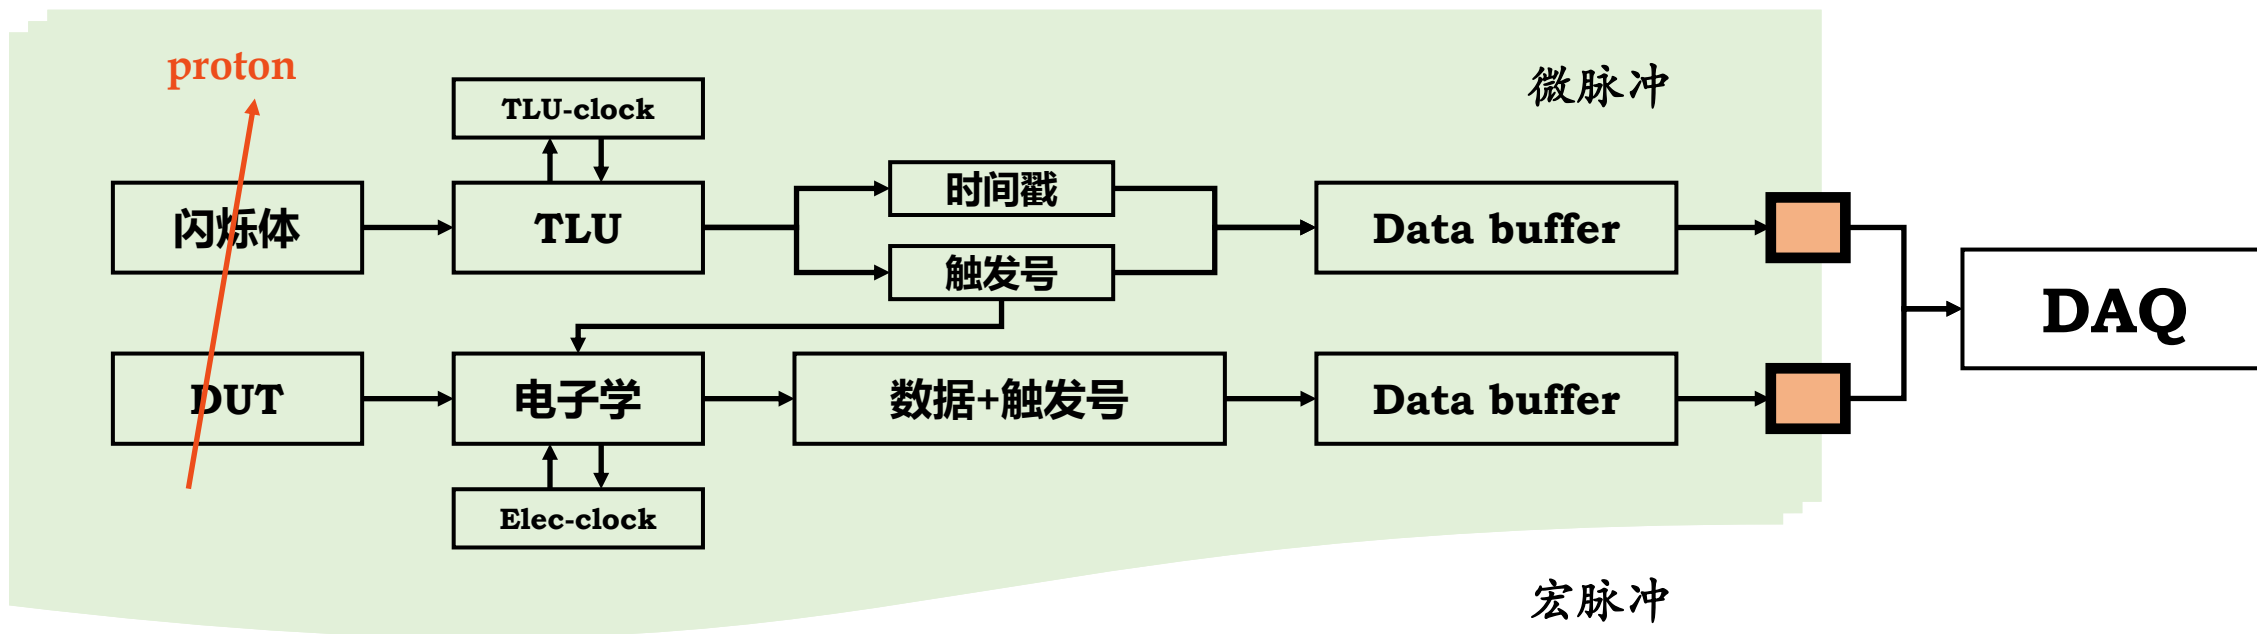 proton
微脉冲
TLU-clock
闪烁体
TLU
时间戳
触发号
Data buffer
DAQ
DUT
电子学
数据+触发号
Data buffer
Elec-clock
宏脉冲